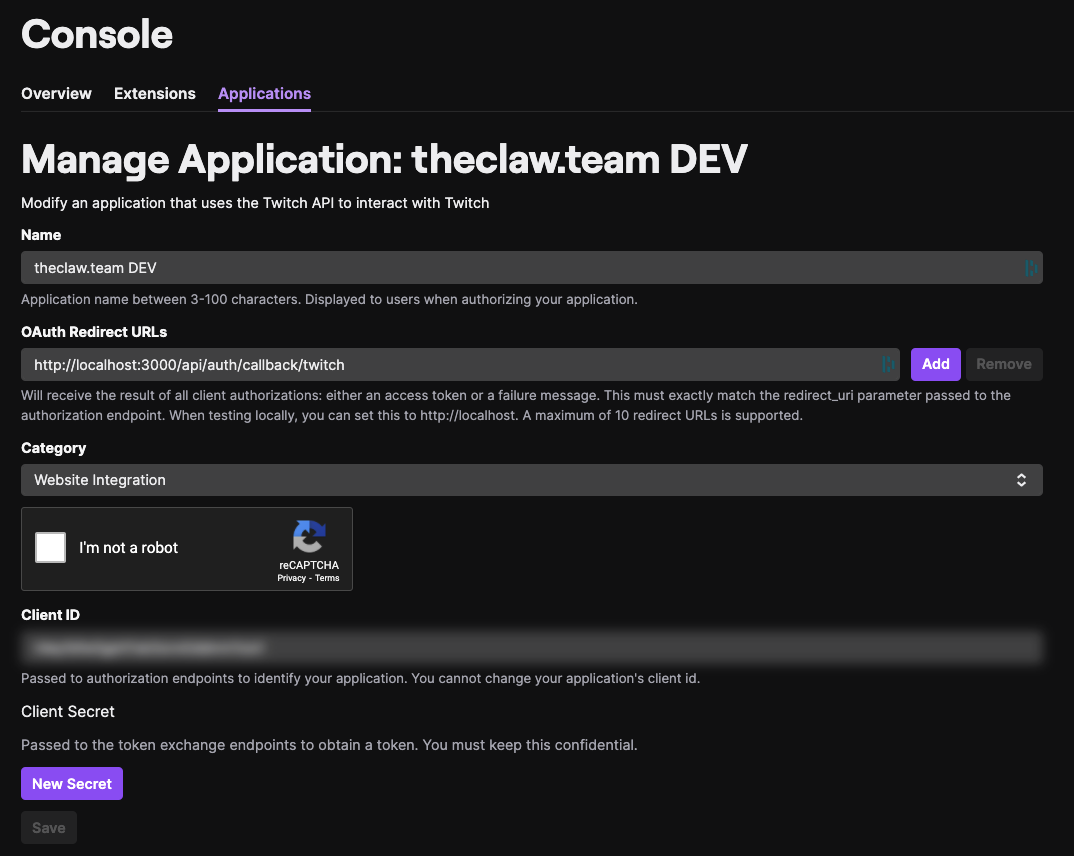 Console
Overview Extensions Applications
Manage Application: theclaw.team DEV
Modify an application that uses the Twitch API to interact with Twitch
Name
theclaw.team DEV
Application name between 3-100 characters. Displayed to users when authorizing your application.
OAuth Redirect URLs
http://localhost:3000/api/auth/callback/twitch
Add Remove
Will receive the result of all client authorizations: either an access token or a failure message. This must exactly match the redirect_uri parameter passed to the
authorization endpoint. When testing locally, you can set this to http://localhost. A maximum of 10 redirect URLs is supported.
Category
Website Integration
I'm not a robot
reCAPTCHA
Privacy - Terms
Client ID
Passed to authorization endpoints to identify your application. You cannot change your application's client id.
Client Secret
Passed to the token exchange endpoints to obtain a token. You must keep this confidential.
New Secret
Save